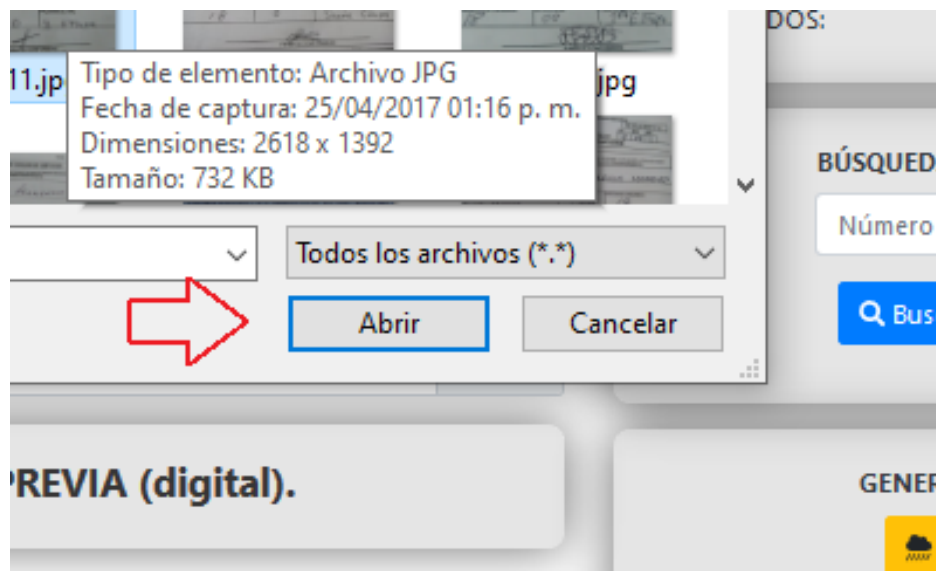 DOS:
11.jp
jpg
Tipo de elemento: Archivo JPG
Fecha de captura: 25/04/2017 01:16 p. m.
Dimensiones: 2618 x 1392
Tamaño: 732 KB
BÚSQUED
Número
Todos los archivos (*.*)
Abrir
Cancelar
Bus
PREVIA (digital).
GENER